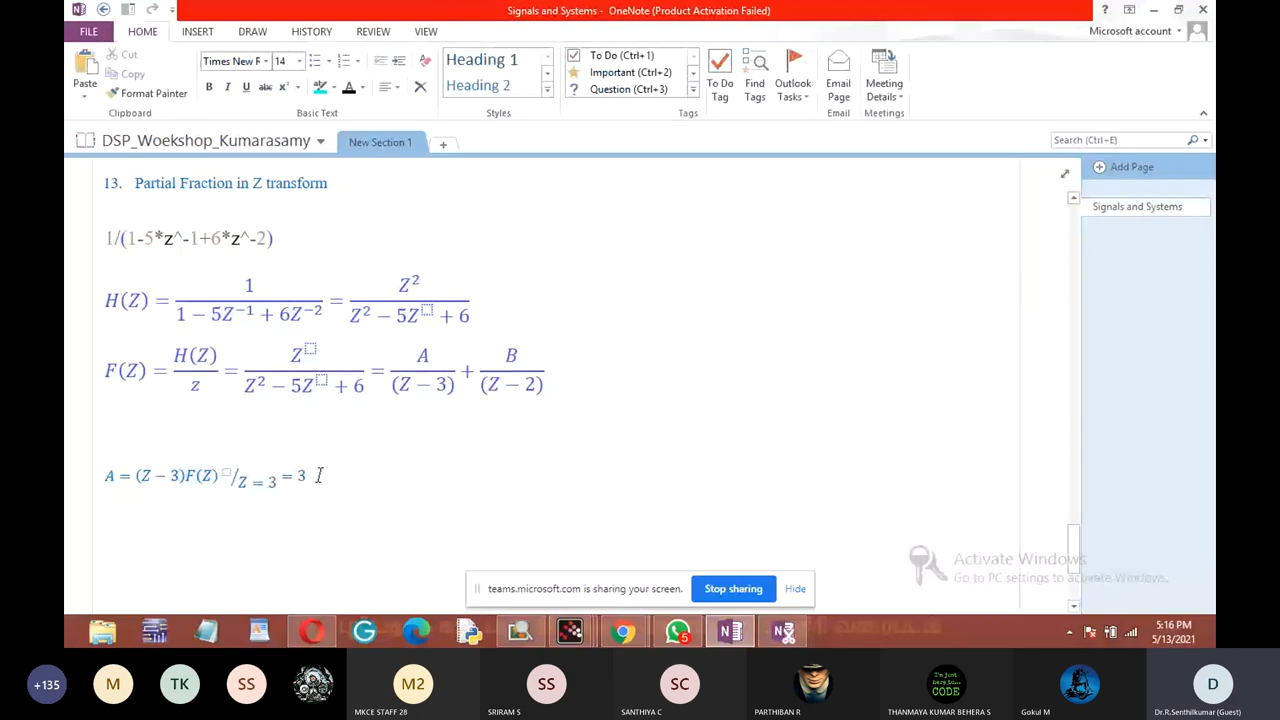 Signals and Systems - OneNote (Product Activation Failed)
FILE HOME INSERT DRAW HISTORY REVIEW VIEW
Microsoft account
Paste
Cut
Copy
Format Painter
Clipboard
Times New R 14
B I U abc x² A
Basic Text
Heading 1
Heading 2
Styles
To Do (Ctrl+1)
Important (Ctrl+2)
Question (Ctrl+3)
Tags
To Do Tag
Find Tags
Outlook Tasks
Email Page
Email
Meeting Details
Meetings
DSP_Woekshop_Kumarasamy
New Section 1
Search (Ctrl+E)
Add Page
Signals and Systems
13. Partial Fraction in Z transform
1/(1-5*z^-1+6*z^-2)
H(Z) = 1 / (1 − 5Z⁻¹ + 6Z⁻²) = Z² / (Z² − 5Z + 6)
F(Z) = H(Z) / z = Z / (Z² − 5Z + 6) = A / (Z − 3) + B / (Z − 2)
A = (Z − 3)F(Z) / Z = 3 = 3
Activate Windows
Go to PC settings to activate Windows.
teams.microsoft.com is sharing your screen.
Stop sharing
Hide
5
5:16 PM
5/13/2021
+135
M
TK
SS
M2
MKCE STAFF 28
SS
SRIRAM S
SC
SANTHIYA C
PARTHIBAN R
I'm just here to... CODE
THANMAYA KUMAR BEHERA S
Gokul M
D
Dr.R.Senthilkumar (Guest)